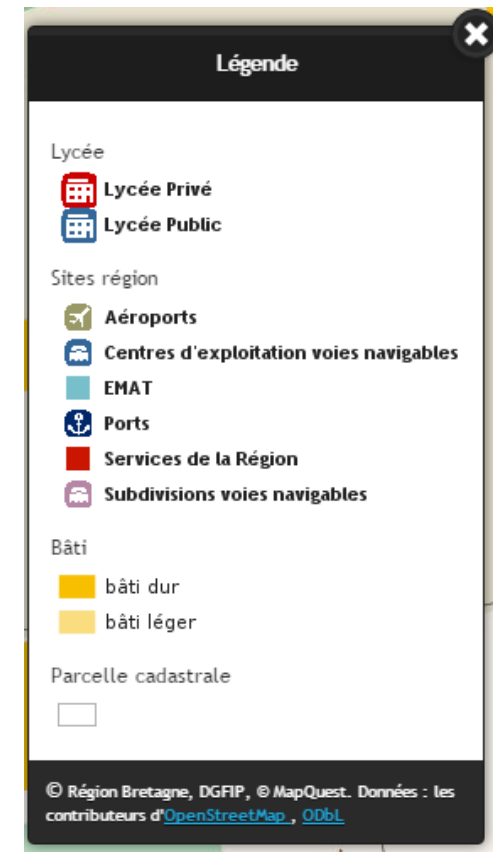 Légende
Lycée
Lycée Privé
Lycée Public
Sites région
Aéroports
Centres d'exploitation voies navigables
EMAT
Ports
Services de la Région
Subdivisions voies navigables
Bâti
bâti dur
bâti léger
Parcelle cadastrale
© Région Bretagne, DGFIP, © MapQuest. Données : les
contributeurs d'OpenStreetMap , ODbL